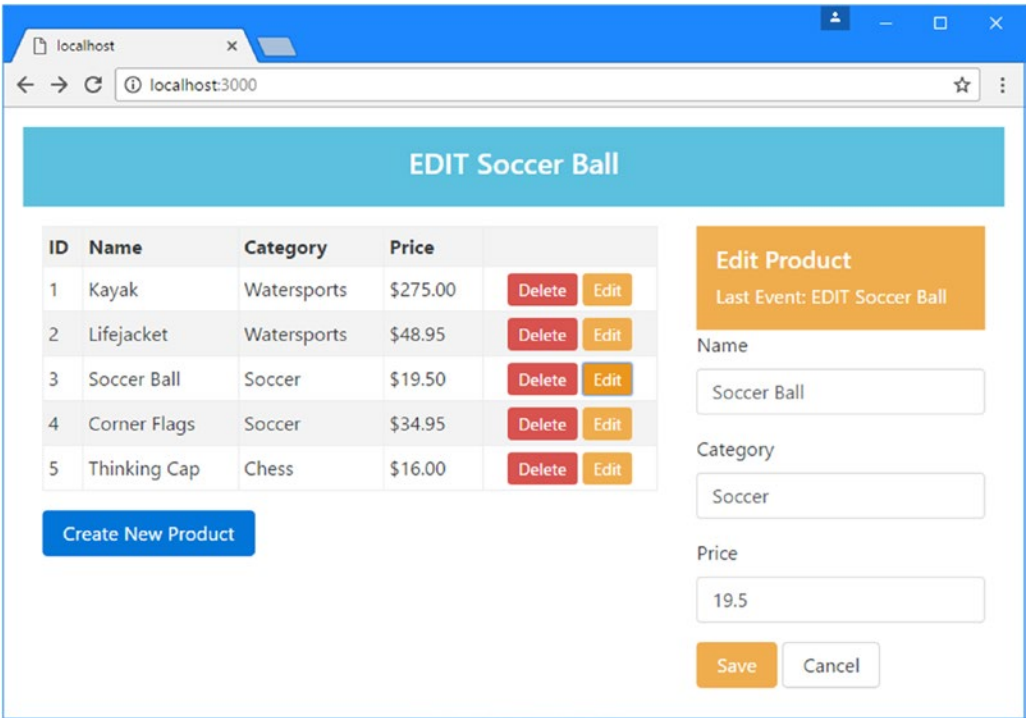 localhost
localhost:3000
EDIT Soccer Ball
ID Name Category Price
1 Kayak Watersports $275.00 Delete Edit
2 Lifejacket Watersports $48.95 Delete Edit
3 Soccer Ball Soccer $19.50 Delete Edit
4 Corner Flags Soccer $34.95 Delete Edit
5 Thinking Cap Chess $16.00 Delete Edit
Create New Product
Edit Product
Last Event: EDIT Soccer Ball
Name
Soccer Ball
Category
Soccer
Price
19.5
Save Cancel